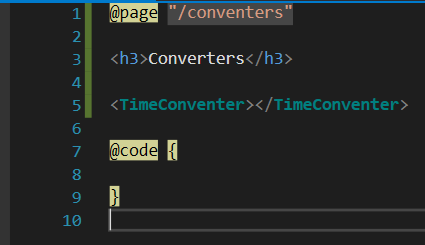 1 @page "/conventers"
2
3 <h3>Converters</h3>
4
5 <TimeConventer></TimeConventer>
6
7 @code {
8
9 }
10